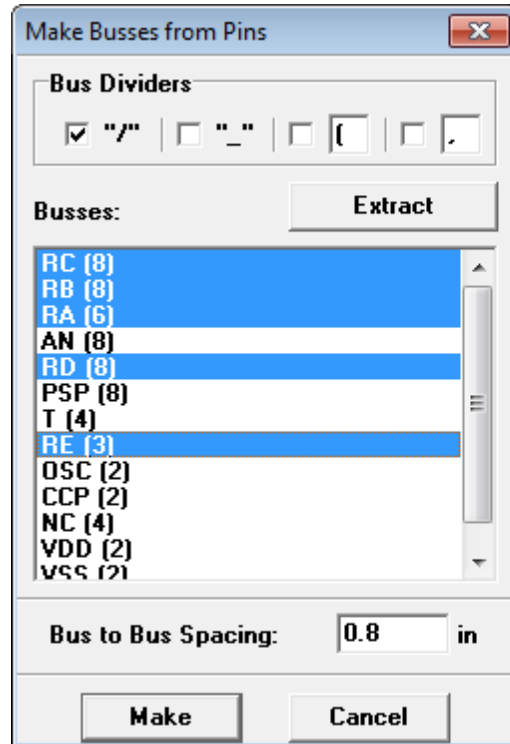 Make Busses from Pins
Bus Dividers
"/" "_" ( ,
Busses: Extract
RC (8)
RB (8)
RA (6)
AN (8)
RD (8)
PSP (8)
T (4)
RE (3)
OSC (2)
CCP (2)
NC (4)
VDD (2)
VSS (2)
Bus to Bus Spacing: 0.8 in
Make Cancel